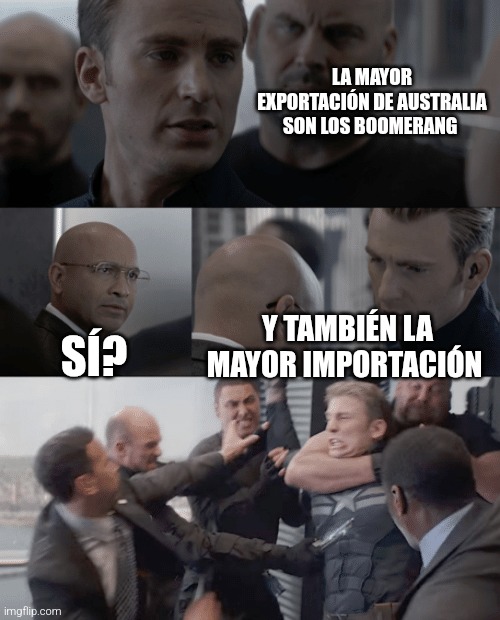 LA MAYOR
EXPORTACIÓN DE AUSTRALIA
SON LOS BOOMERANG
SÍ?
Y TAMBIÉN LA
MAYOR IMPORTACIÓN
imgflip.com